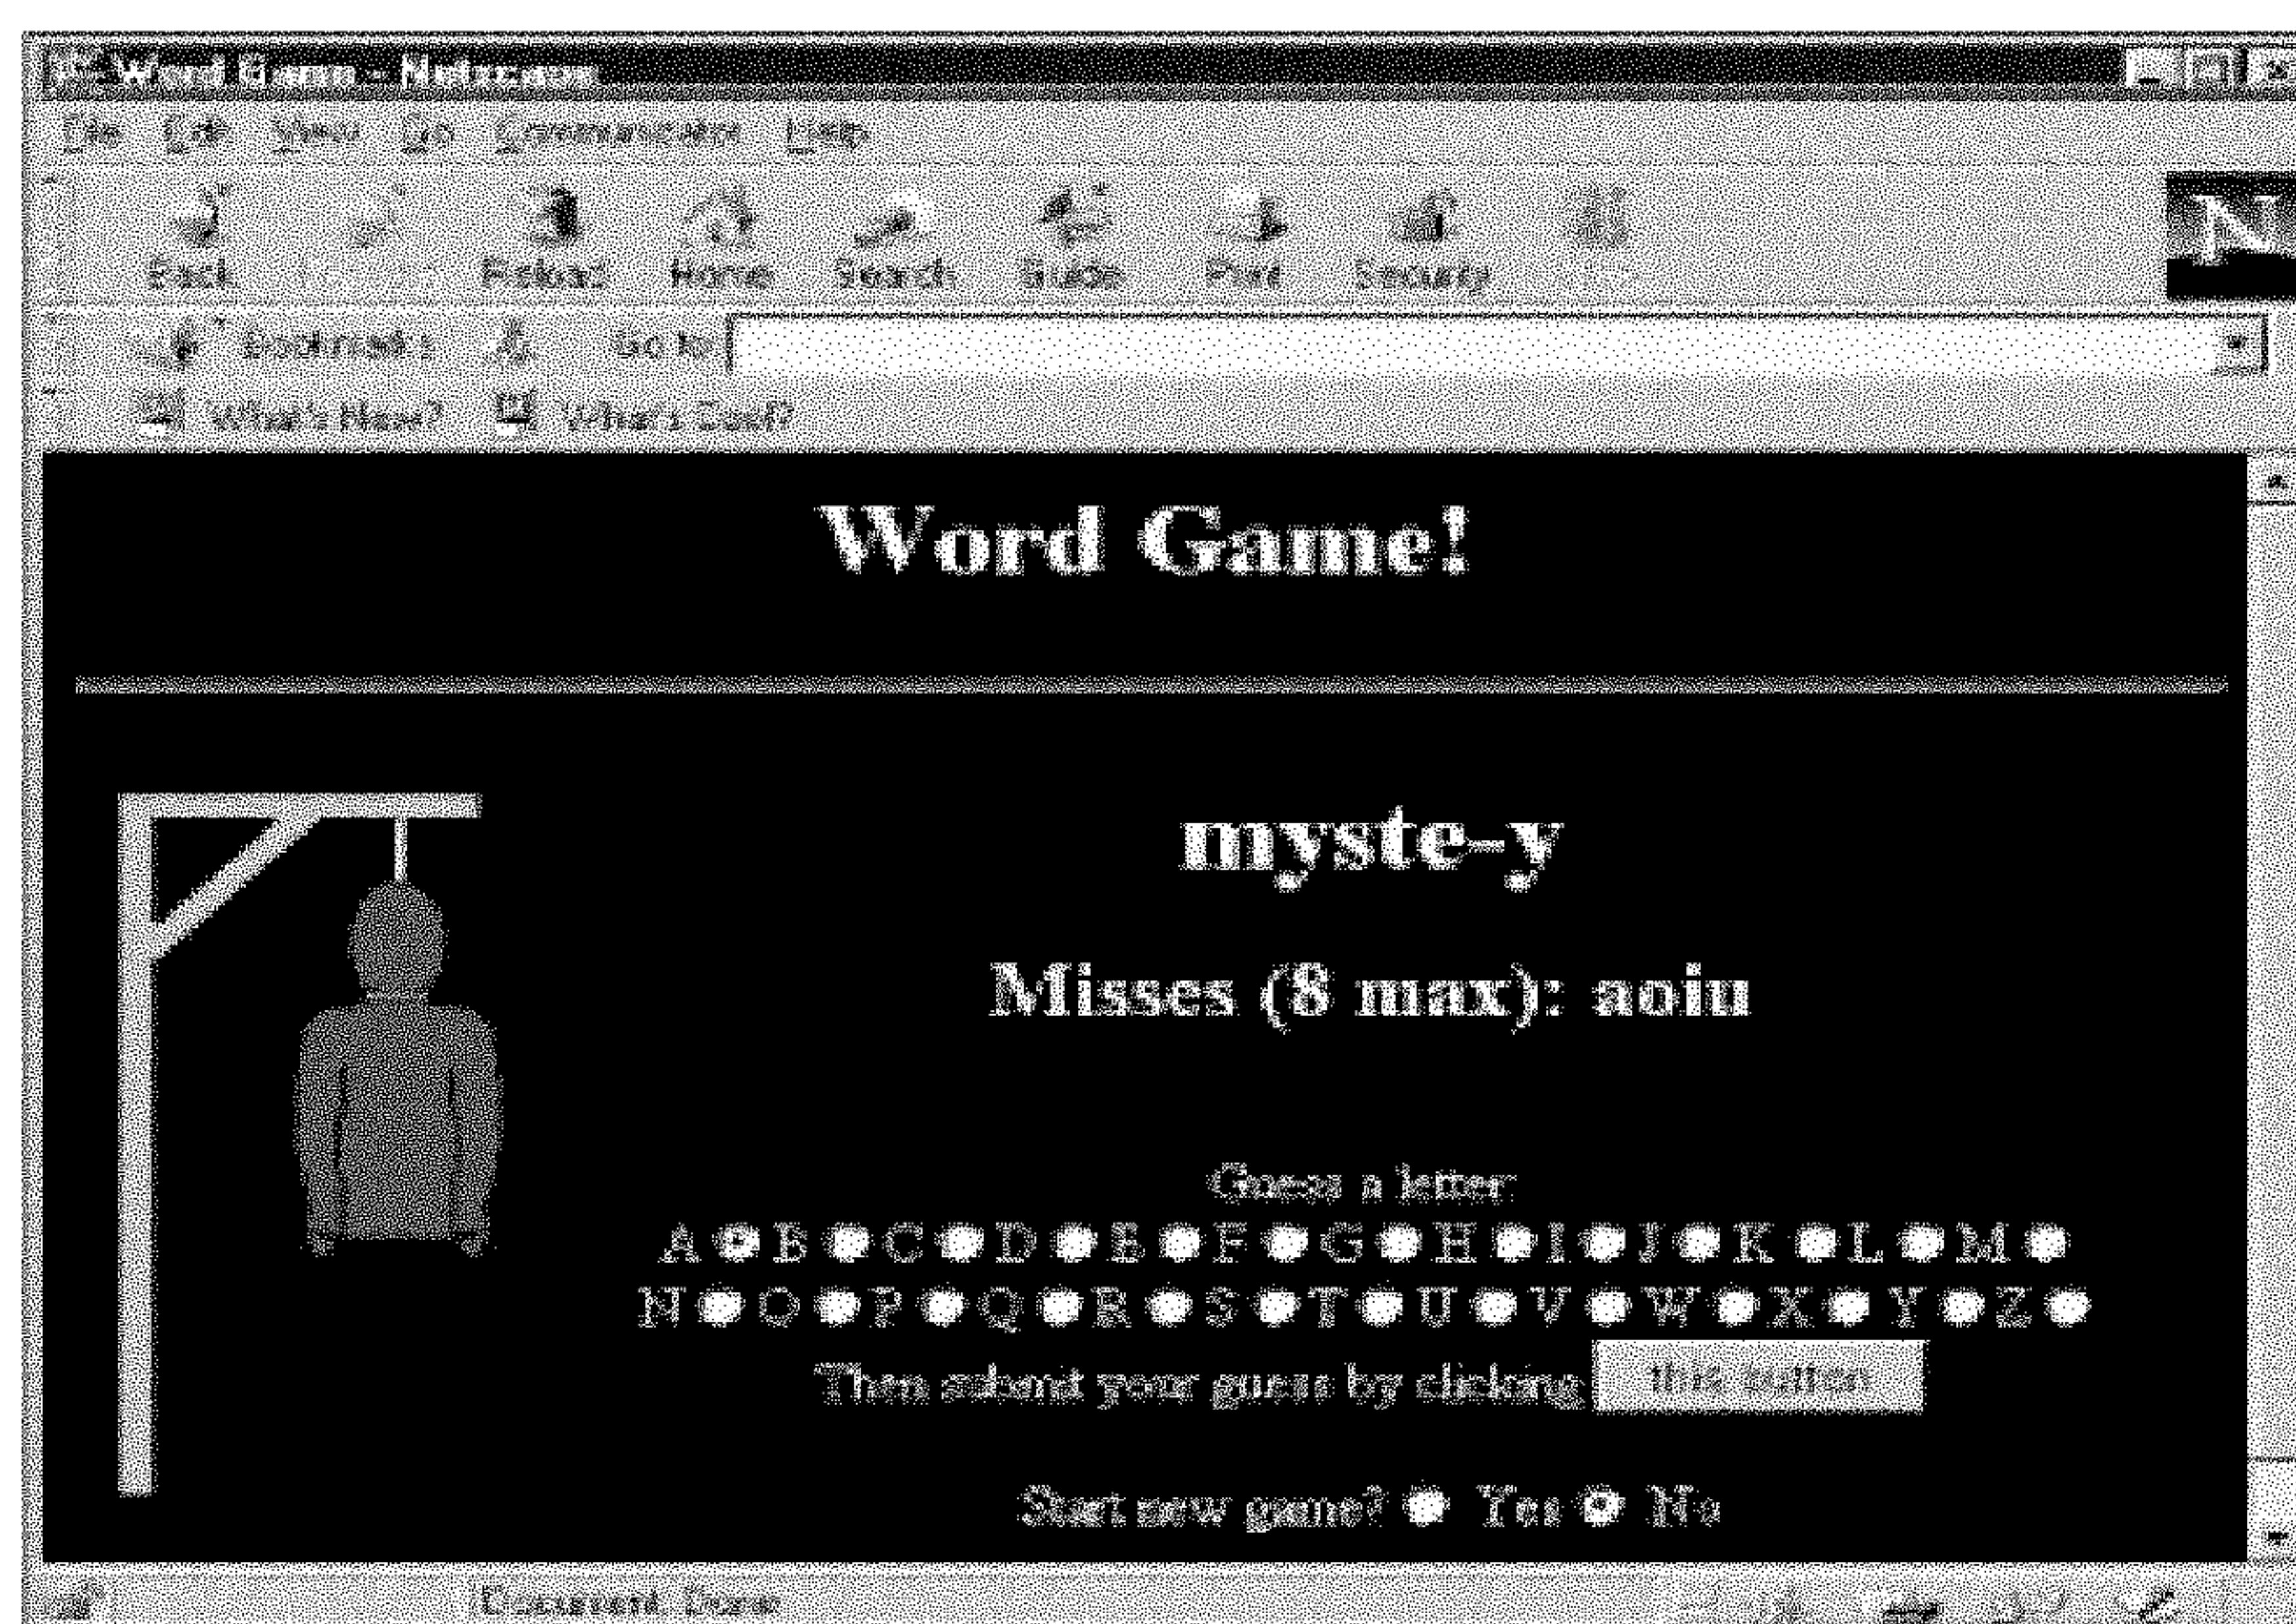 Word Game - Netscape
File Edit View Go Communicator Help
N
Back Reload Home Search Guide Print Security
Bookmarks Go to
What's New? What's Cool?
Word Game!
myste-y
Misses (8 max): aoiu
Guess a letter
A B C D E F G H I J K L M
N O P Q R S T U V W X Y Z
Then submit your guess by clicking this button
Start new game? Yes No
Document: Done